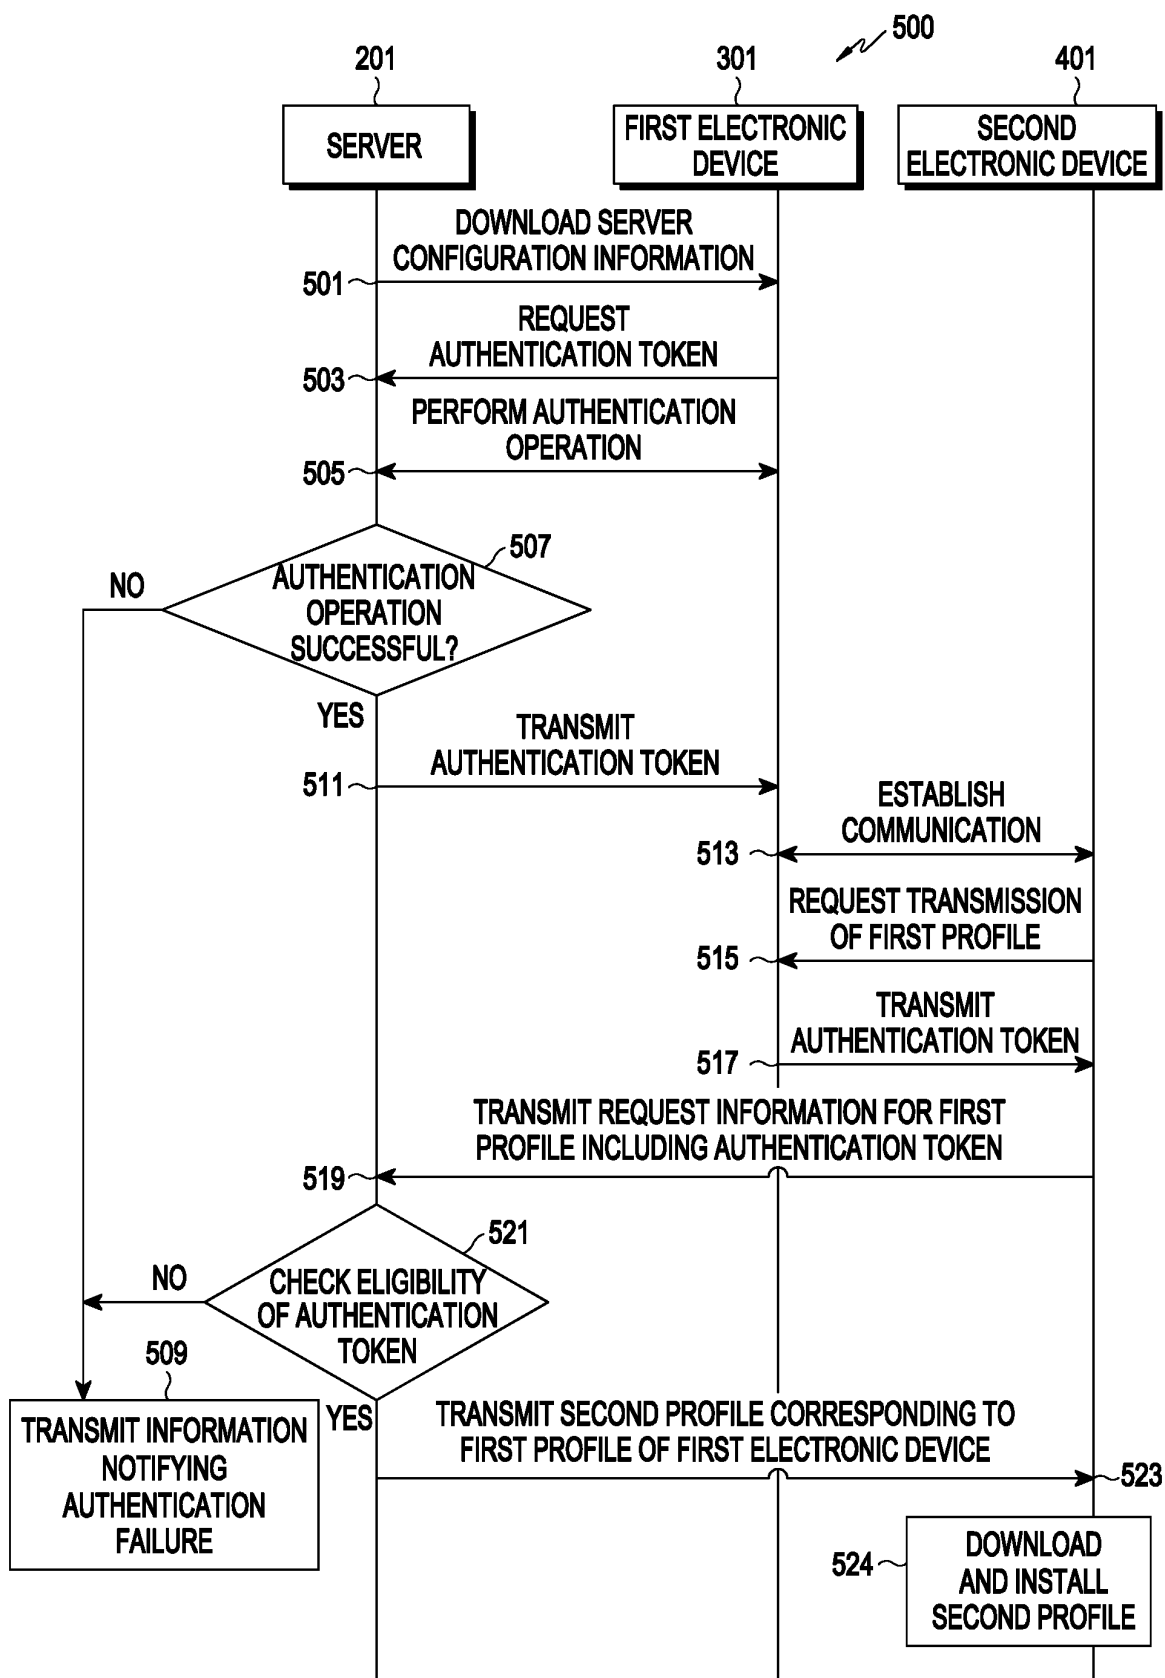 500
201
301
401
SERVER
FIRST ELECTRONIC
DEVICE
SECOND
ELECTRONIC DEVICE
DOWNLOAD SERVER
CONFIGURATION INFORMATION
501
REQUEST
AUTHENTICATION TOKEN
503
PERFORM AUTHENTICATION
OPERATION
505
507
NO
AUTHENTICATION
OPERATION
SUCCESSFUL?
YES
TRANSMIT
AUTHENTICATION TOKEN
511
ESTABLISH
COMMUNICATION
513
REQUEST TRANSMISSION
OF FIRST PROFILE
515
TRANSMIT
AUTHENTICATION TOKEN
517
TRANSMIT REQUEST INFORMATION FOR FIRST
PROFILE INCLUDING AUTHENTICATION TOKEN
519
521
NO
CHECK ELIGIBILITY
OF AUTHENTICATION
TOKEN
509
YES
TRANSMIT INFORMATION
NOTIFYING
AUTHENTICATION
FAILURE
TRANSMIT SECOND PROFILE CORRESPONDING TO
FIRST PROFILE OF FIRST ELECTRONIC DEVICE
523
524
DOWNLOAD
AND INSTALL
SECOND PROFILE